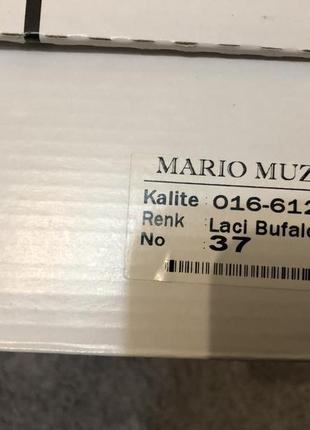 MARIO MUZ
Kalite : 016-612
Renk : Laci Bufalo
No : 37